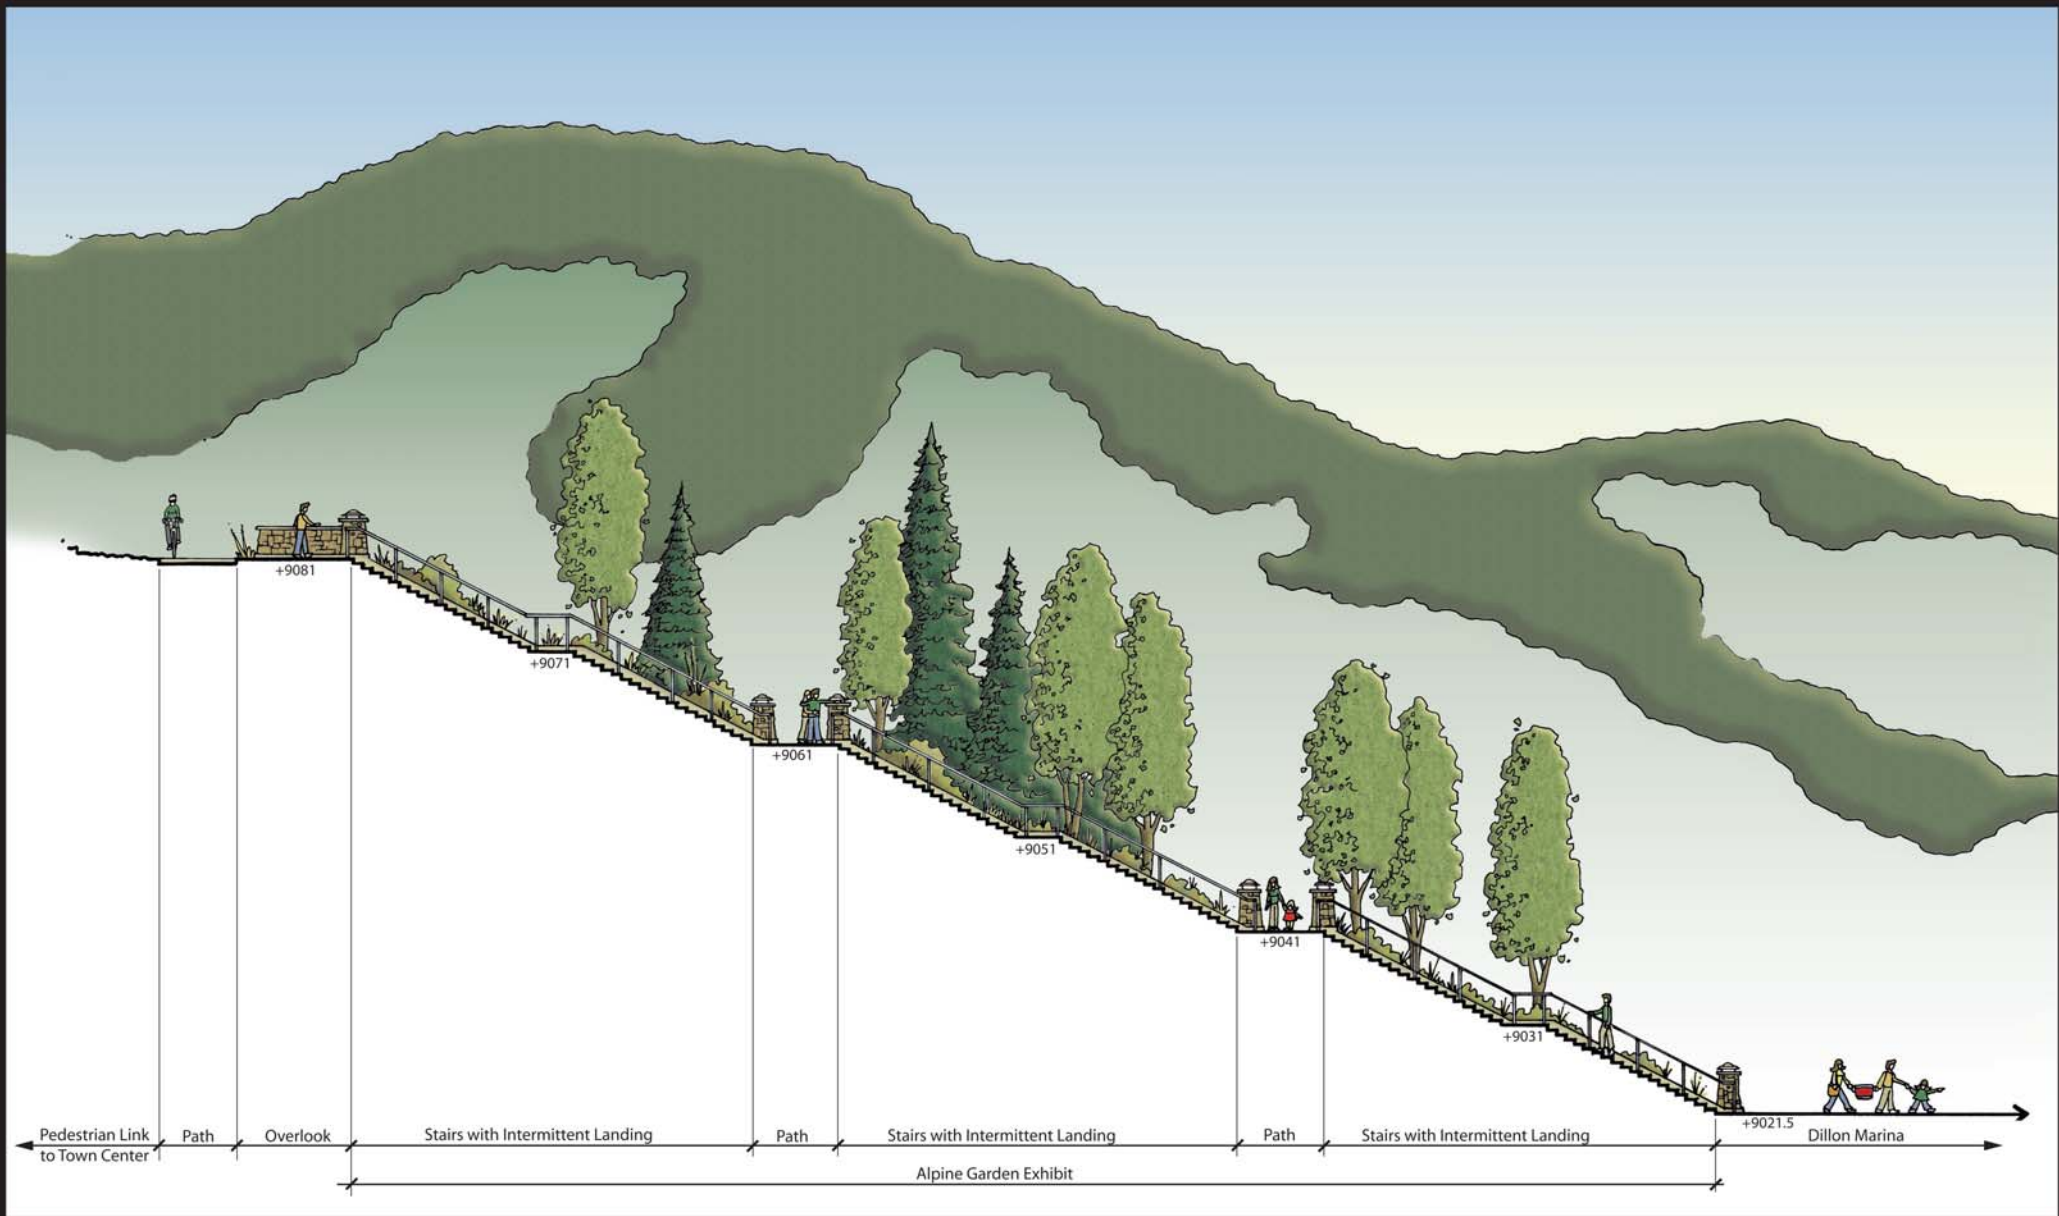 +9081
+9071
+9061
+9051
+9041
+9031
+9021.5
Pedestrian Link
to Town Center
Path
Overlook
Stairs with Intermittent Landing
Path
Stairs with Intermittent Landing
Path
Stairs with Intermittent Landing
Dillon Marina
Alpine Garden Exhibit